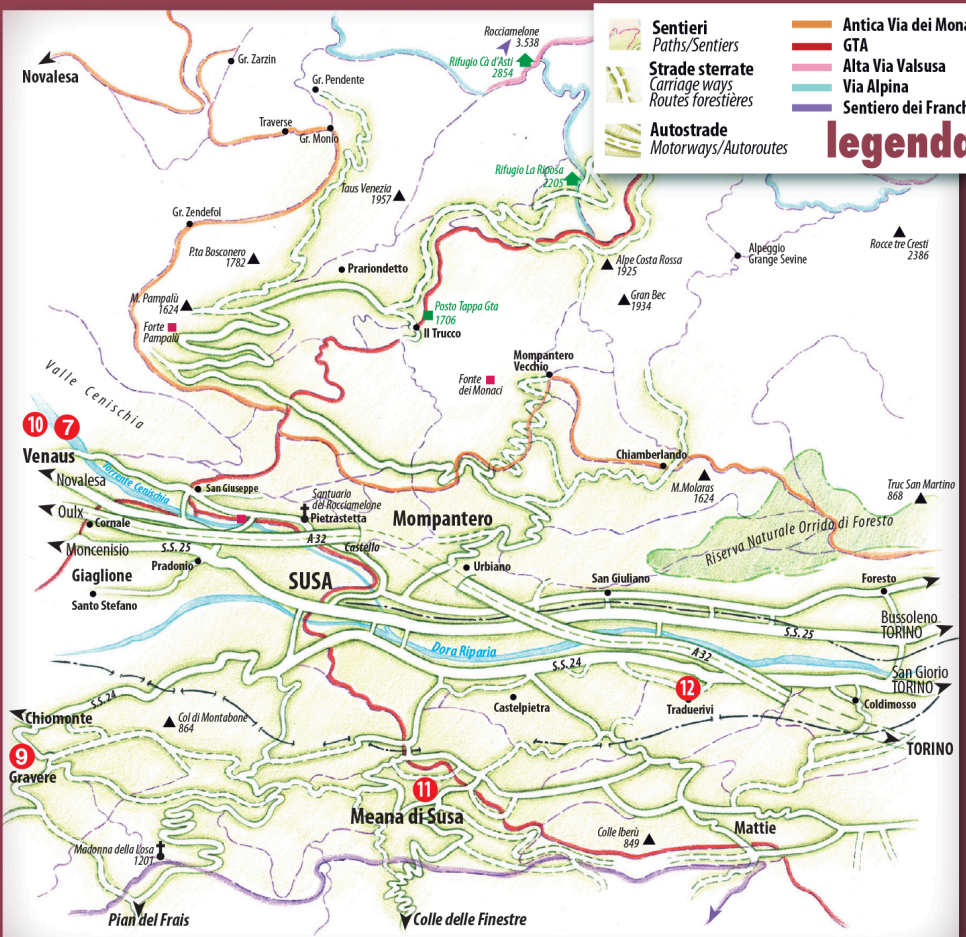 Sentieri
Paths/Sentiers
Strade sterrate
Carriage ways
Routes forestières
Autostrade
Motorways/Autoroutes
Antica Via dei Mona
GTA
Alta Via Valsusa
Via Alpina
Sentiero dei Franch
legenda
Novalesa
Gr. Zarzin
Rocciamelone
3.538
Rifugio Cà d'Asti
2854
Gr. Pendente
Traverse
Gr. Monio
Rifugio La Riposa
2205
Taus Venezia
1957
Gr. Zendefol
P.ta Bosconero
1782
Prariondetto
Alpe Costa Rossa
1925
Alpeggio
Grange Sevine
Rocce tre Cresti
2386
M. Pampalù
1624
Gran Bec
1934
Posto Tappa Gta
1706
Forte
Pampalù
Il Trucco
Mompantero
Vecchio
Fonte
dei Monaci
Valle Cenischia
10
7
Venaus
Novalesa
Torrente Cenischia
San Giuseppe
Santuario
del Rocciamelone
Pietrastetta
Chiamberlando
M.Molaras
1624
Truc San Martino
868
Riserva Naturale Orrido di Foresto
Oulx
Cornale
Mompantero
A 32
Castello
Moncenisio
S.S. 25
Pradonio
Giaglione
Santo Stefano
SUSA
Urbiano
San Giuliano
Foresto
Bussoleno
TORINO
S.S. 25
Dora Riparia
S.S. 24
A 32
San Giorio
TORINO
12
Traduerivi
Coldimosso
Castelpietra
S.S. 24
Chiomonte
Col di Montabone
864
TORINO
9
Gravere
11
Meana di Susa
Mattie
Colle Iberù
849
Madonna della Losa
1201
Pian del Frais
Colle delle Finestre